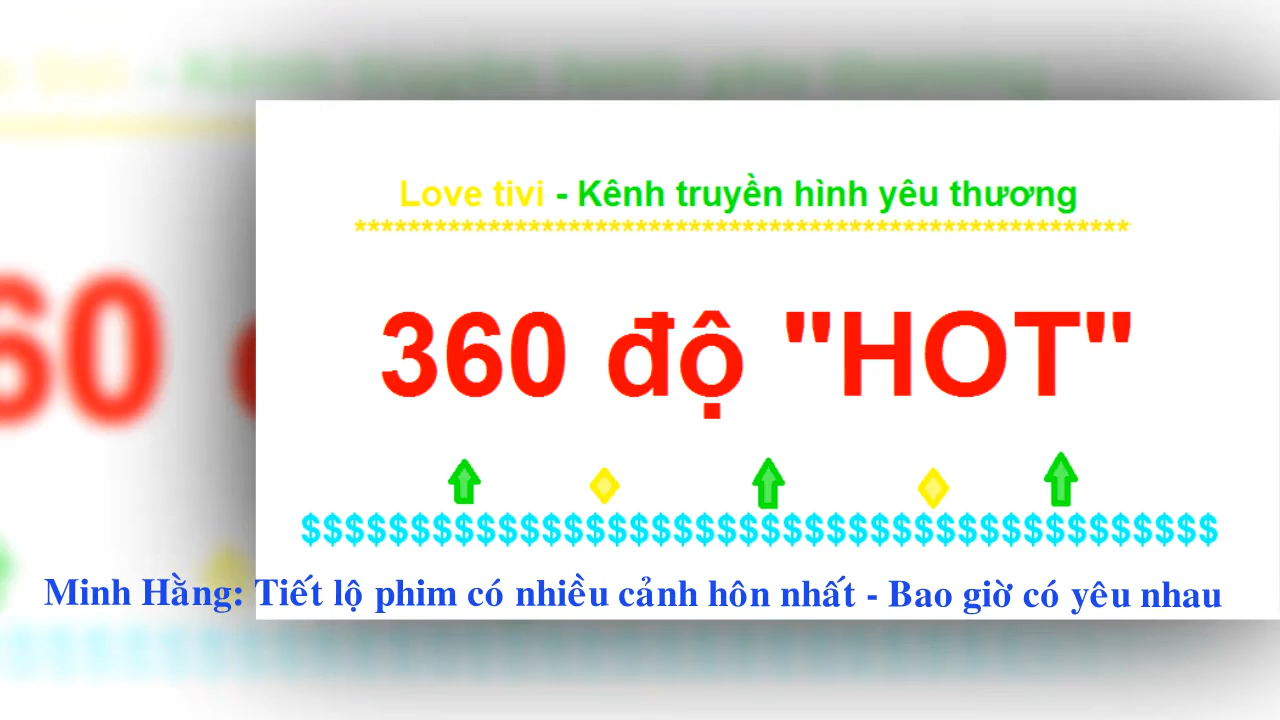 Love tivi - Kênh truyền hình yêu thương
**********************************************************
360 độ "HOT"
$$$$$$$$$$$$$$$$$$$$$$$$$$$$$$$$$$$$$$$$$$
Minh Hằng: Tiết lộ phim có nhiều cảnh hôn nhất - Bao giờ có yêu nhau